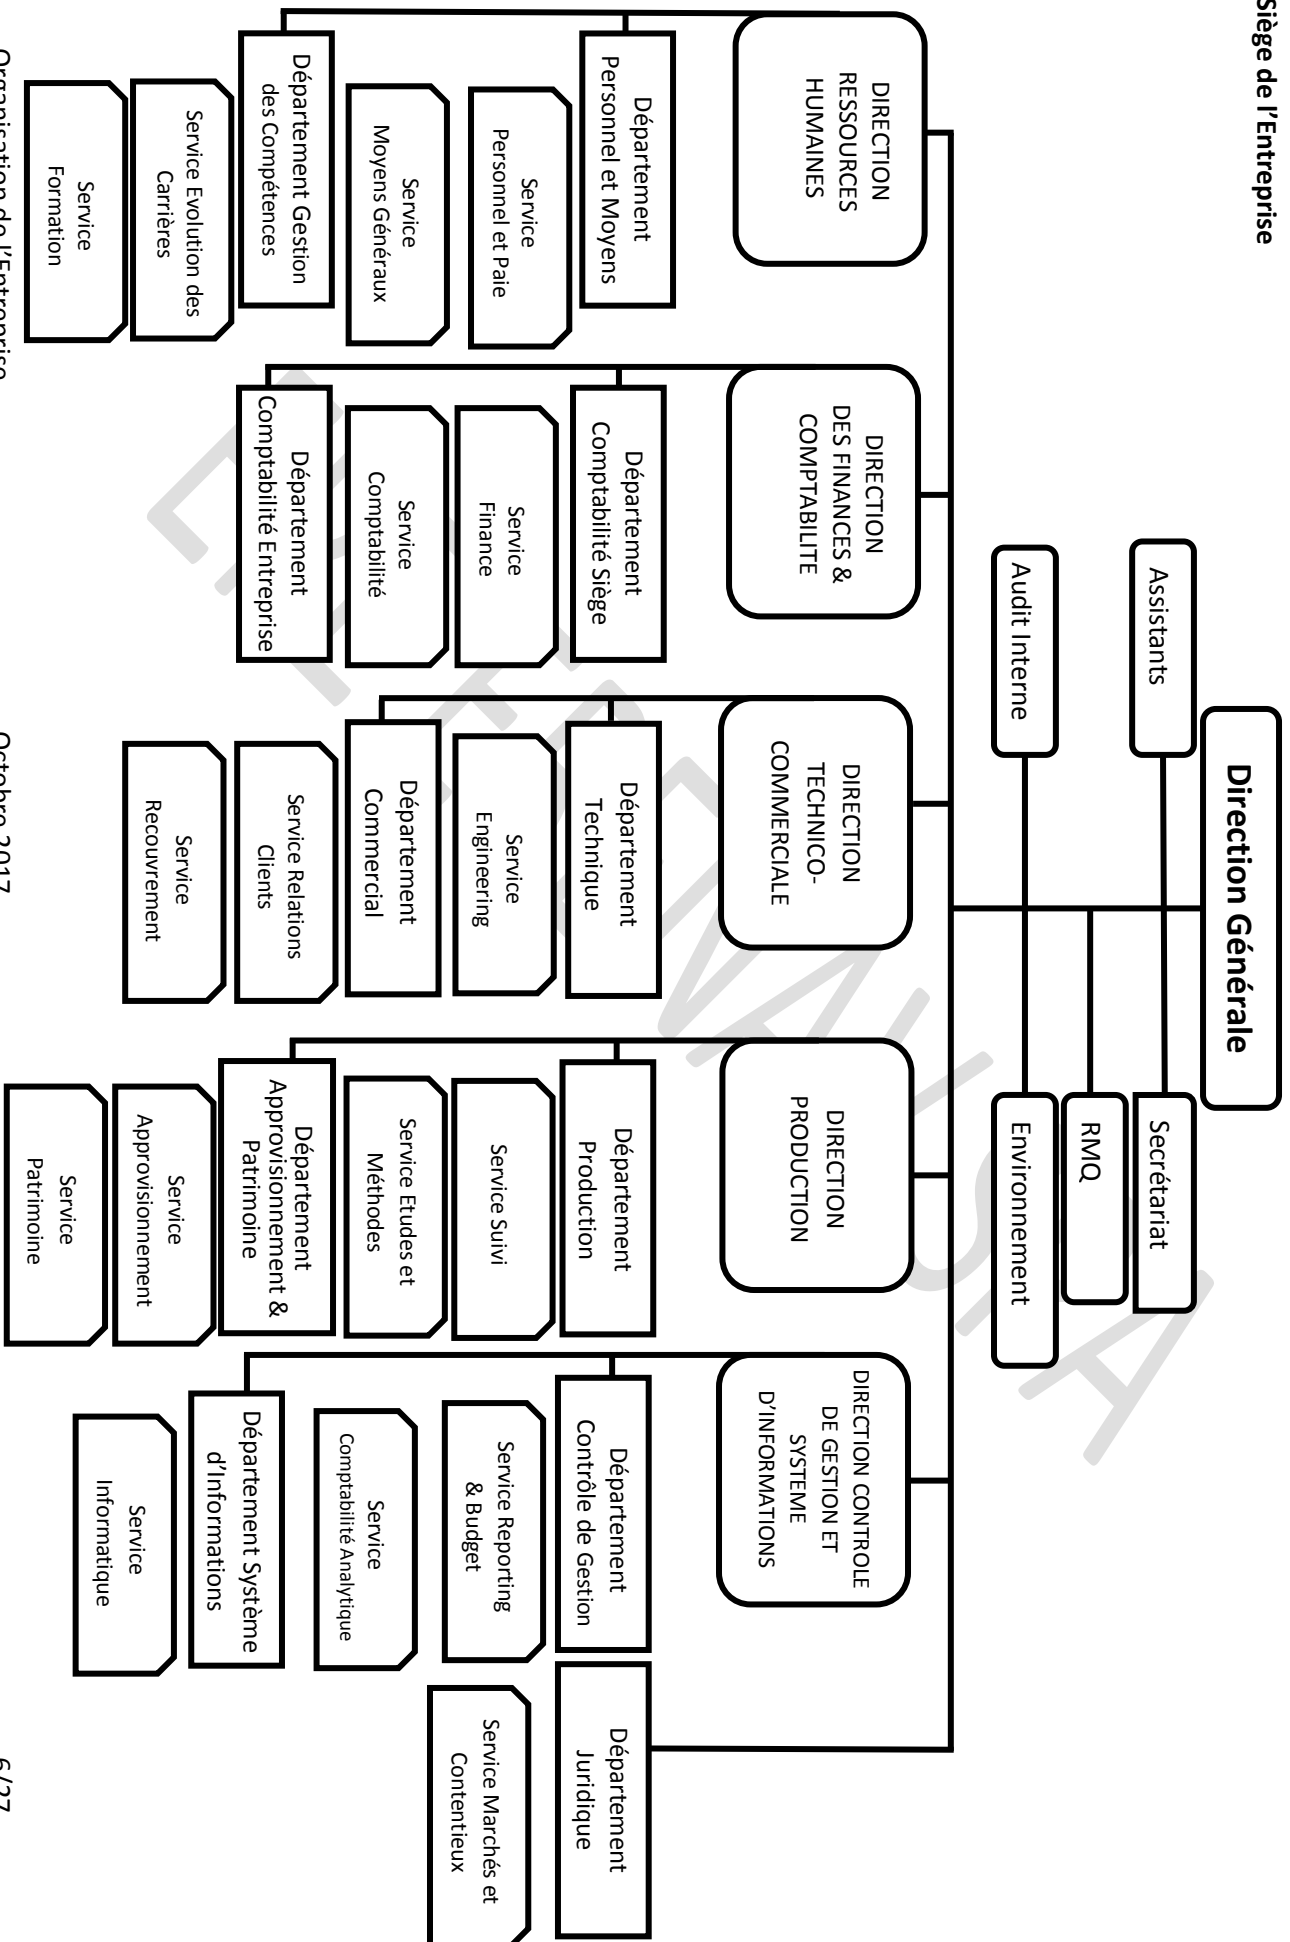 Siège de l'Entreprise
Direction Générale
Assistants
Secrétariat
RMQ
Audit Interne
Environnement
DIRECTION
RESSOURCES
HUMAINES
Département
Personnel et Moyens
Service
Personnel et Paie
Service
Moyens Généraux
Département Gestion
des Compétences
Service Evolution des
Carrières
Service
Formation
DIRECTION
DES FINANCES &
COMPTABILITE
Département
Comptabilité Siège
Service
Finance
Service
Comptabilité
Département
Comptabilité Entreprise
DIRECTION
TECHNICO-
COMMERCIALE
Département
Technique
Service
Engineering
Département
Commercial
Service Relations
Clients
Service
Recouvrement
DIRECTION
PRODUCTION
Département
Production
Service Suivi
Service Etudes et
Méthodes
Département
Approvisionnement &
Patrimoine
Service
Approvisionnement
Service
Patrimoine
DIRECTION CONTROLE
DE GESTION ET
SYSTEME
D'INFORMATIONS
Département
Contrôle de Gestion
Service Reporting
& Budget
Service
Comptabilité Analytique
Département Système
d'Informations
Service
Informatique
Département
Juridique
Service Marchés et
Contentieux
Organisation de l'Entreprise
Octobre 2017
6/27